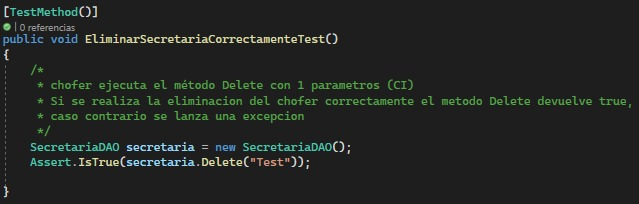 [TestMethod()]
| 0 referencias
public void EliminarSecretariaCorrectamenteTest()
{
/*
* chofer ejecuta el método Delete con 1 parametros (CI)
* Si se realiza la eliminacion del chofer correctamente el metodo Delete devuelve true,
* caso contrario se lanza una excepcion
*/
SecretariaDAO secretaria = new SecretariaDAO();
Assert.IsTrue(secretaria.Delete("Test"));
}